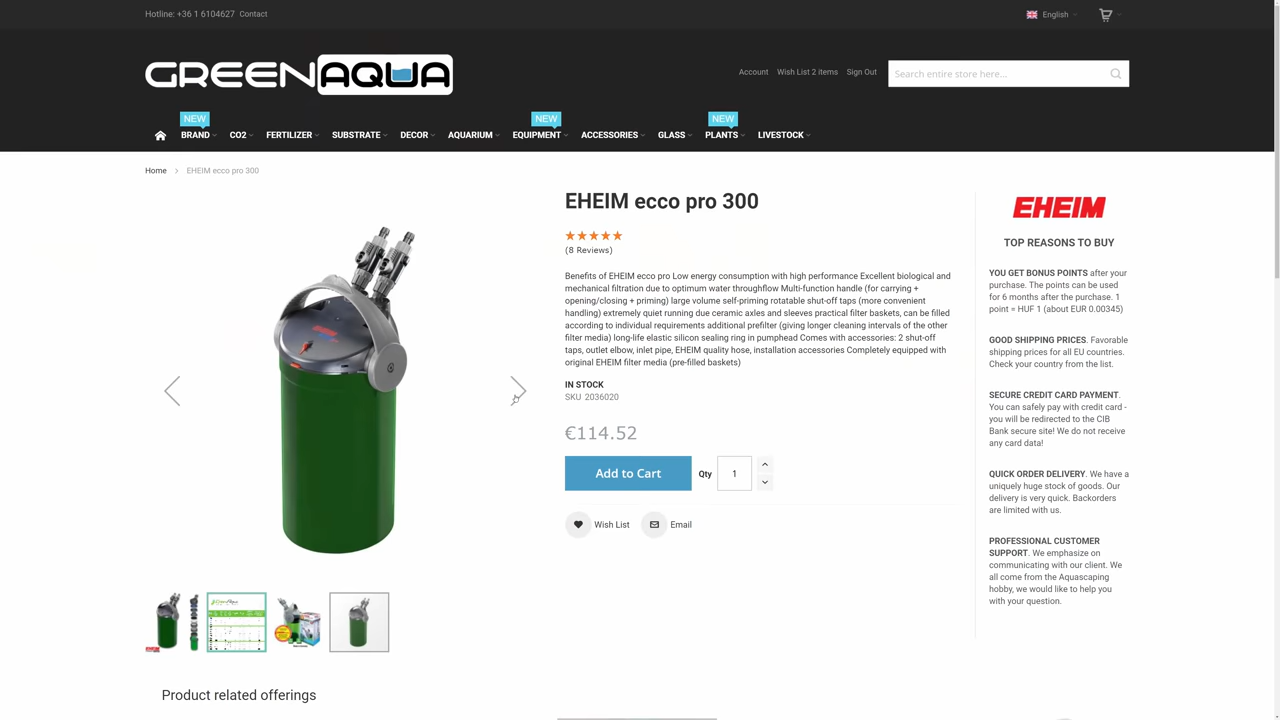 Hotline: +36 1 6104627 Contact
English
GREENAQUA
Account Wish List 2 items Sign Out
Search entire store here...
NEW NEW NEW
BRAND CO2 FERTILIZER SUBSTRATE DECOR AQUARIUM EQUIPMENT ACCESSORIES GLASS PLANTS LIVESTOCK
Home EHEIM ecco pro 300
EHEIM ecco pro 300
(8 Reviews)
Benefits of EHEIM ecco pro Low energy consumption with high performance Excellent biological and
mechanical filtration due to optimum water throughflow Multi-function handle (for carrying +
opening/closing + priming) large volume self-priming rotatable shut-off taps (more convenient
handling) extremely quiet running due ceramic axles and sleeves practical filter baskets, can be filled
according to individual requirements additional prefilter (giving longer cleaning intervals of the other
filter media) long-life elastic silicon sealing ring in pumphead Comes with accessories: 2 shut-off
taps, outlet elbow, inlet pipe, EHEIM quality hose, installation accessories Completely equipped with
original EHEIM filter media (pre-filled baskets)
IN STOCK
SKU 2036020
€114.52
Add to Cart Qty 1
Wish List Email
EHEIM
TOP REASONS TO BUY
YOU GET BONUS POINTS after your
purchase. The points can be used
for 6 months after the purchase. 1
point = HUF 1 (about EUR 0.00345)
GOOD SHIPPING PRICES. Favorable
shipping prices for all EU countries.
Check your country from the list.
SECURE CREDIT CARD PAYMENT.
You can safely pay with credit card -
you will be redirected to the CIB
Bank secure site! We do not receive
any card data!
QUICK ORDER DELIVERY. We have a
uniquely huge stock of goods. Our
delivery is very quick. Backorders
are limited with us.
PROFESSIONAL CUSTOMER
SUPPORT. We emphasize on
communicating with our client. We
all come from the Aquascaping
hobby, we would like to help you
with your question.
Product related offerings